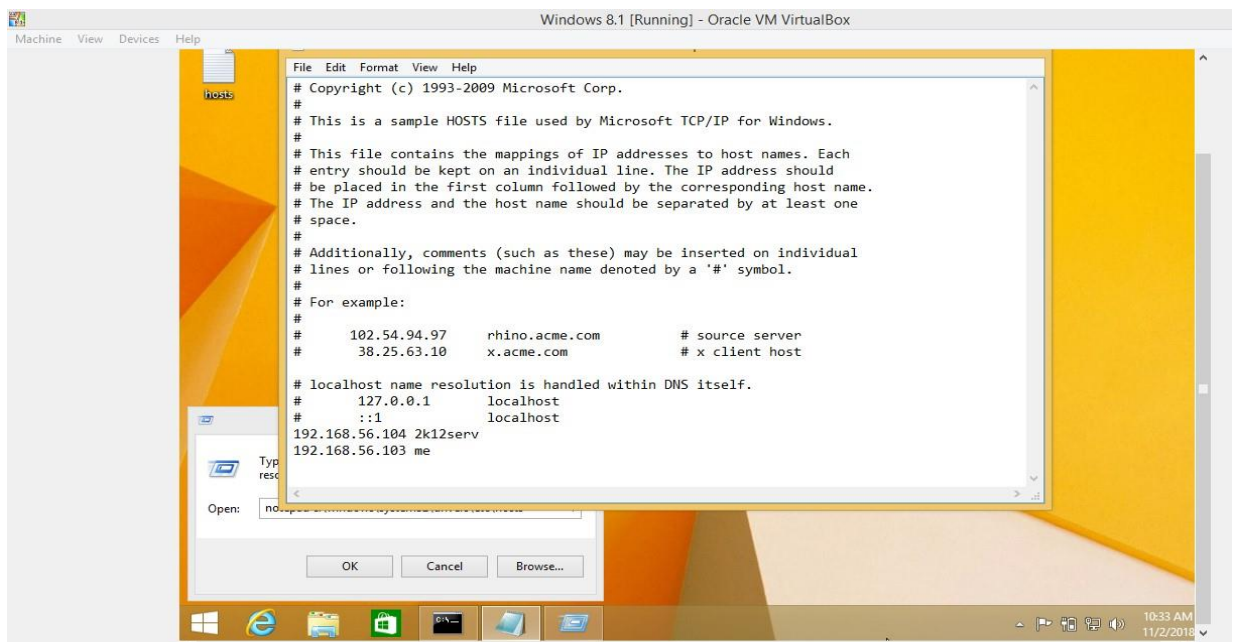 Windows 8.1 [Running] - Oracle VM VirtualBox
Machine View Devices Help
hosts
File Edit Format View Help
# Copyright (c) 1993-2009 Microsoft Corp.
#
# This is a sample HOSTS file used by Microsoft TCP/IP for Windows.
#
# This file contains the mappings of IP addresses to host names. Each
# entry should be kept on an individual line. The IP address should
# be placed in the first column followed by the corresponding host name.
# The IP address and the host name should be separated by at least one
# space.
#
# Additionally, comments (such as these) may be inserted on individual
# lines or following the machine name denoted by a '#' symbol.
#
# For example:
#
#      102.54.94.97     rhino.acme.com          # source server
#       38.25.63.10     x.acme.com              # x client host
# localhost name resolution is handled within DNS itself.
#       127.0.0.1       localhost
#       ::1             localhost
192.168.56.104 2k12serv
192.168.56.103 me
Typ
reso
Open:
OK Cancel Browse...
10:33 AM
11/2/2018